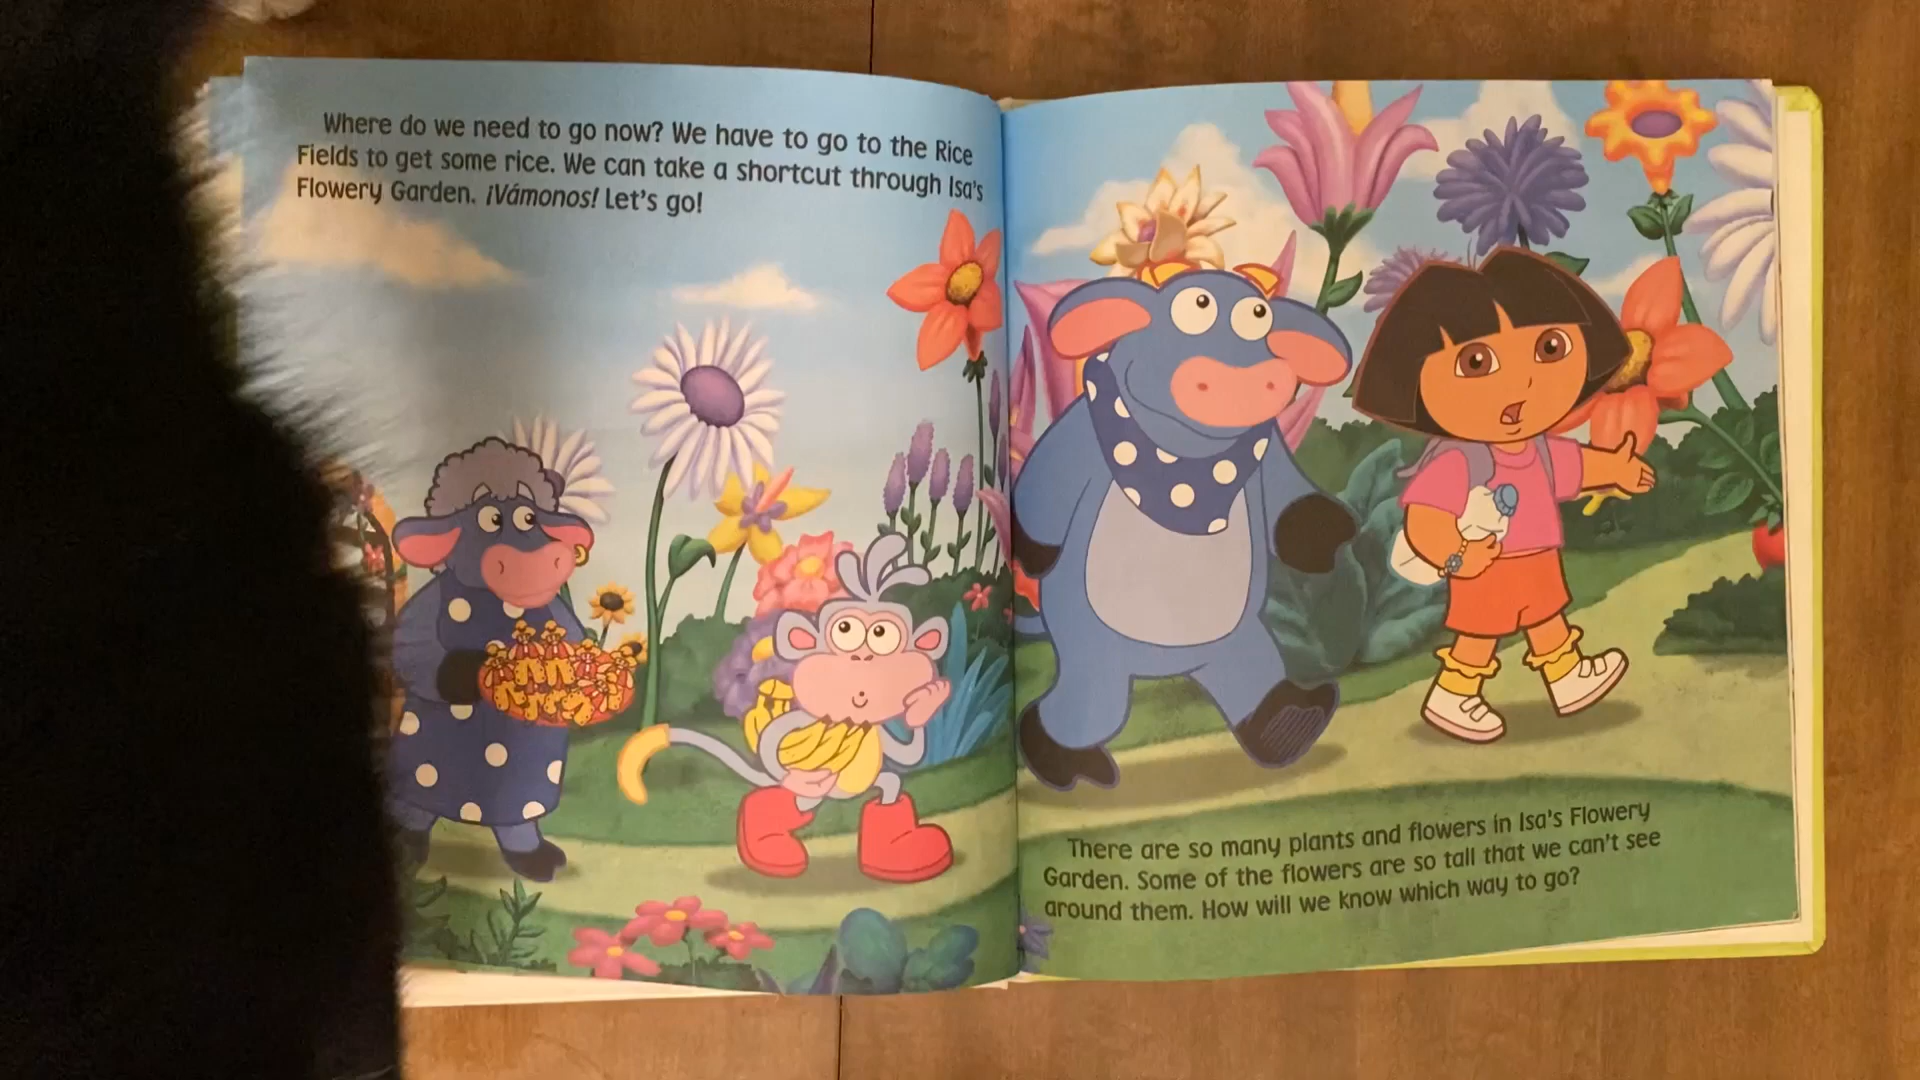 Where do we need to go now? We have to go to the Rice
Fields to get some rice. We can take a shortcut through Isa's
Flowery Garden. ¡Vámonos! Let's go!
There are so many plants and flowers in Isa's Flowery
Garden. Some of the flowers are so tall that we can't see
around them. How will we know which way to go?